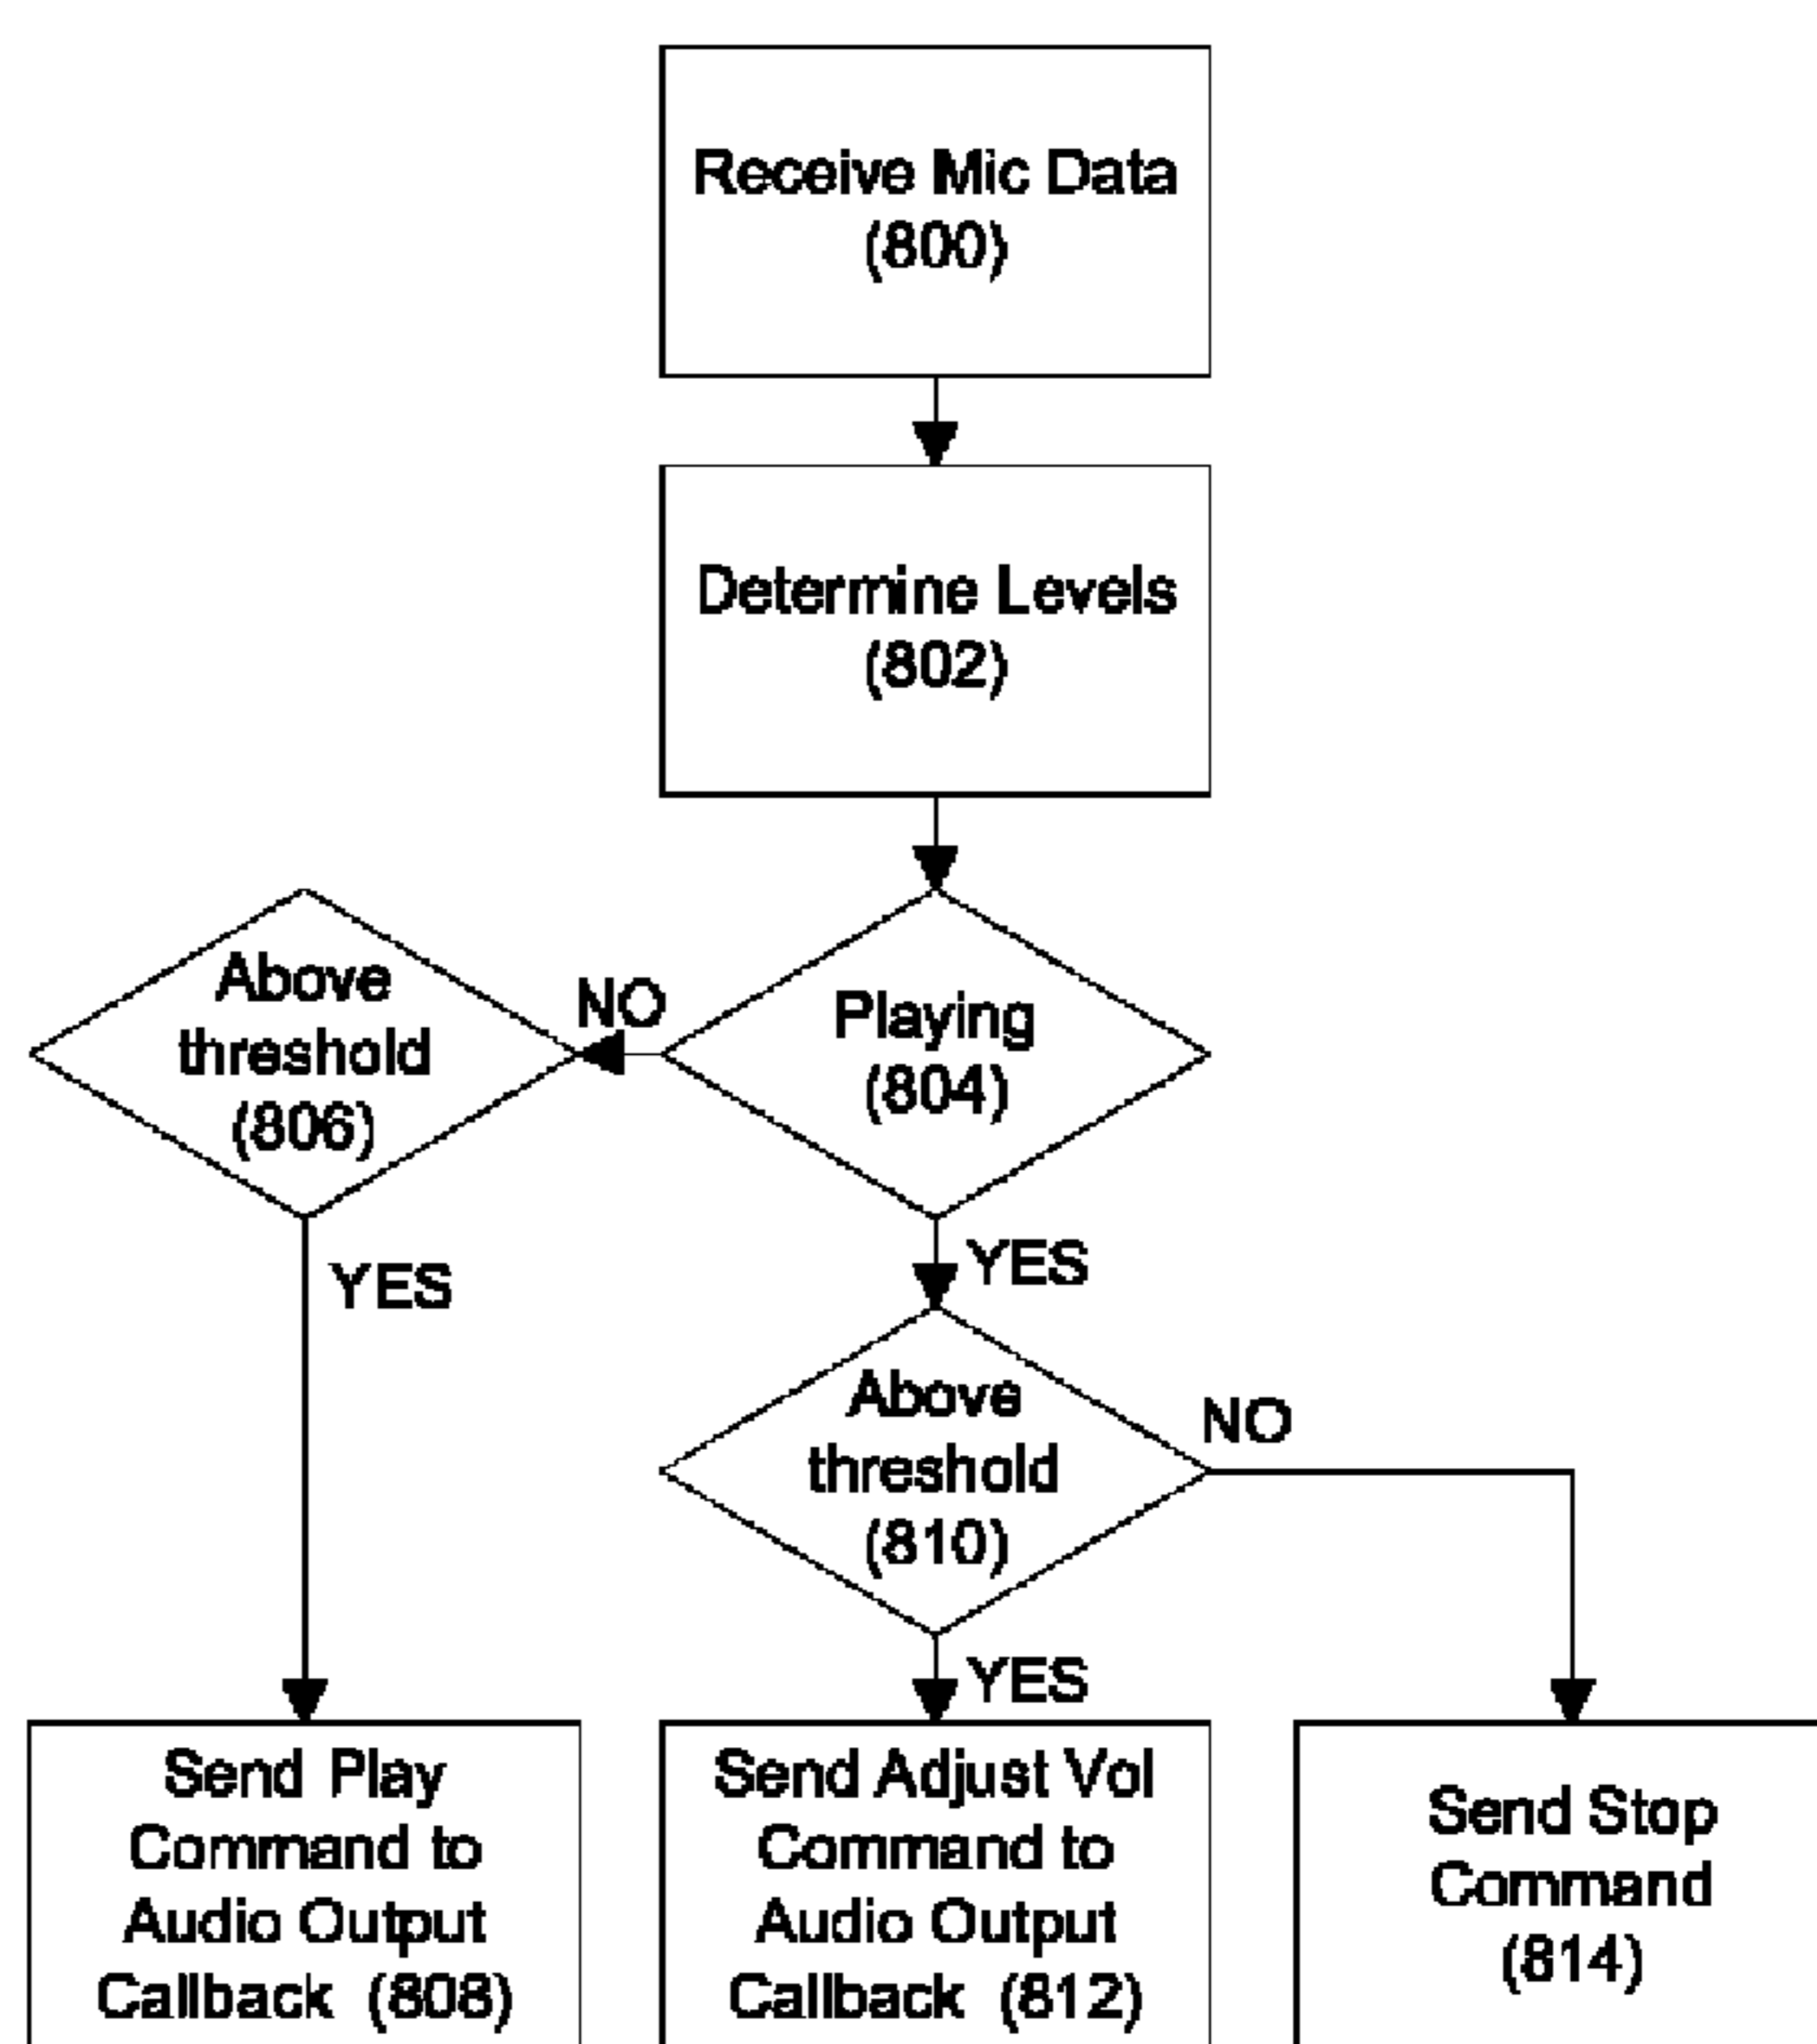 Receive Mic Data
(800)
Determine Levels
(802)
Above
threshold
(806)
NO
Playing
(804)
YES
YES
Above
threshold
(810)
NO
YES
Send Play
Command to
Audio Output
Callback (808)
Send Adjust Vol
Command to
Audio Output
Callback (812)
Send Stop
Command
(814)